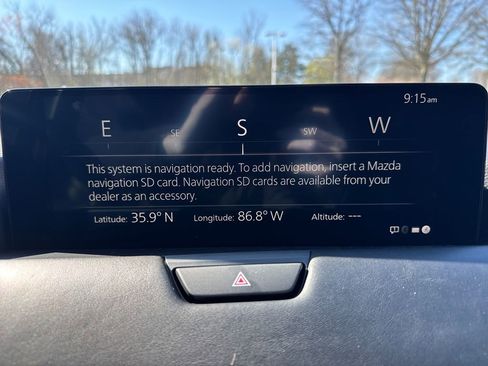 9:15am
E SE S SW W
This system is navigation ready. To add navigation, insert a Mazda
navigation SD card. Navigation SD cards are available from your
dealer as an accessory.
Latitude: 35.9° N Longitude: 86.8° W Altitude: ---